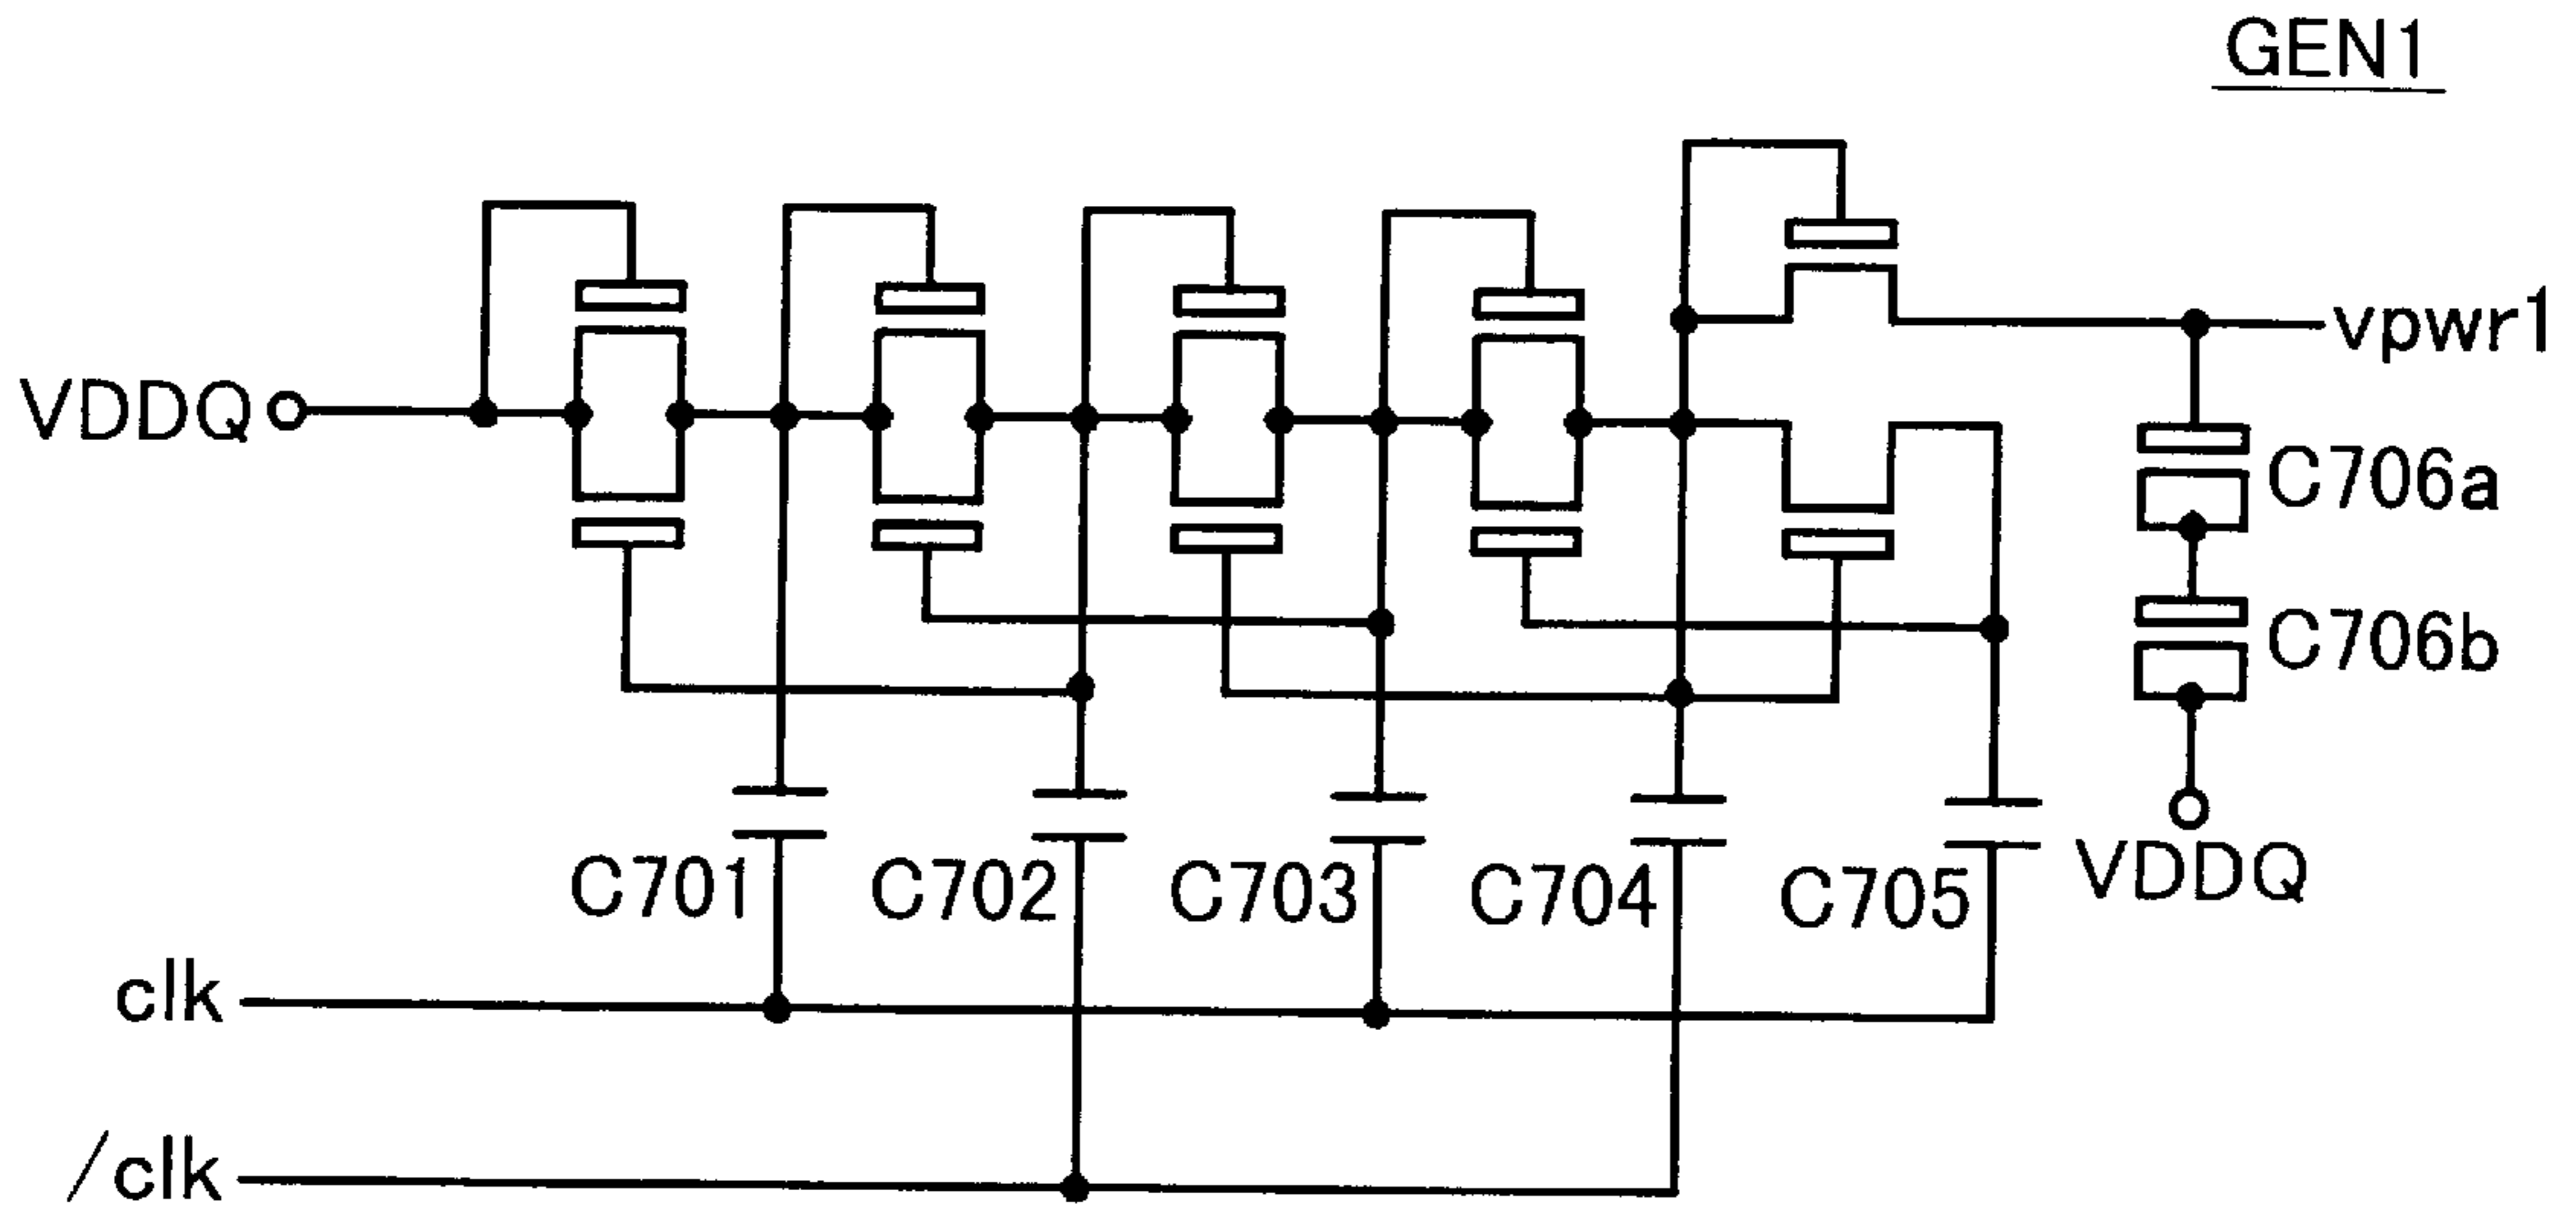 GEN1
vpwr1
VDDQ
C706a
C706b
VDDQ
C701
C702
C703
C704
C705
clk
/clk